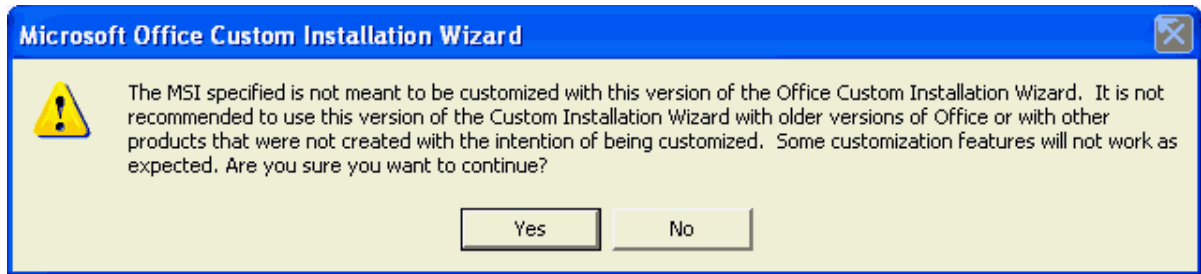 Microsoft Office Custom Installation Wizard
The MSI specified is not meant to be customized with this version of the Office Custom Installation Wizard.  It is not
recommended to use this version of the Custom Installation Wizard with older versions of Office or with other
products that were not created with the intention of being customized.  Some customization features will not work as
expected. Are you sure you want to continue?
Yes No